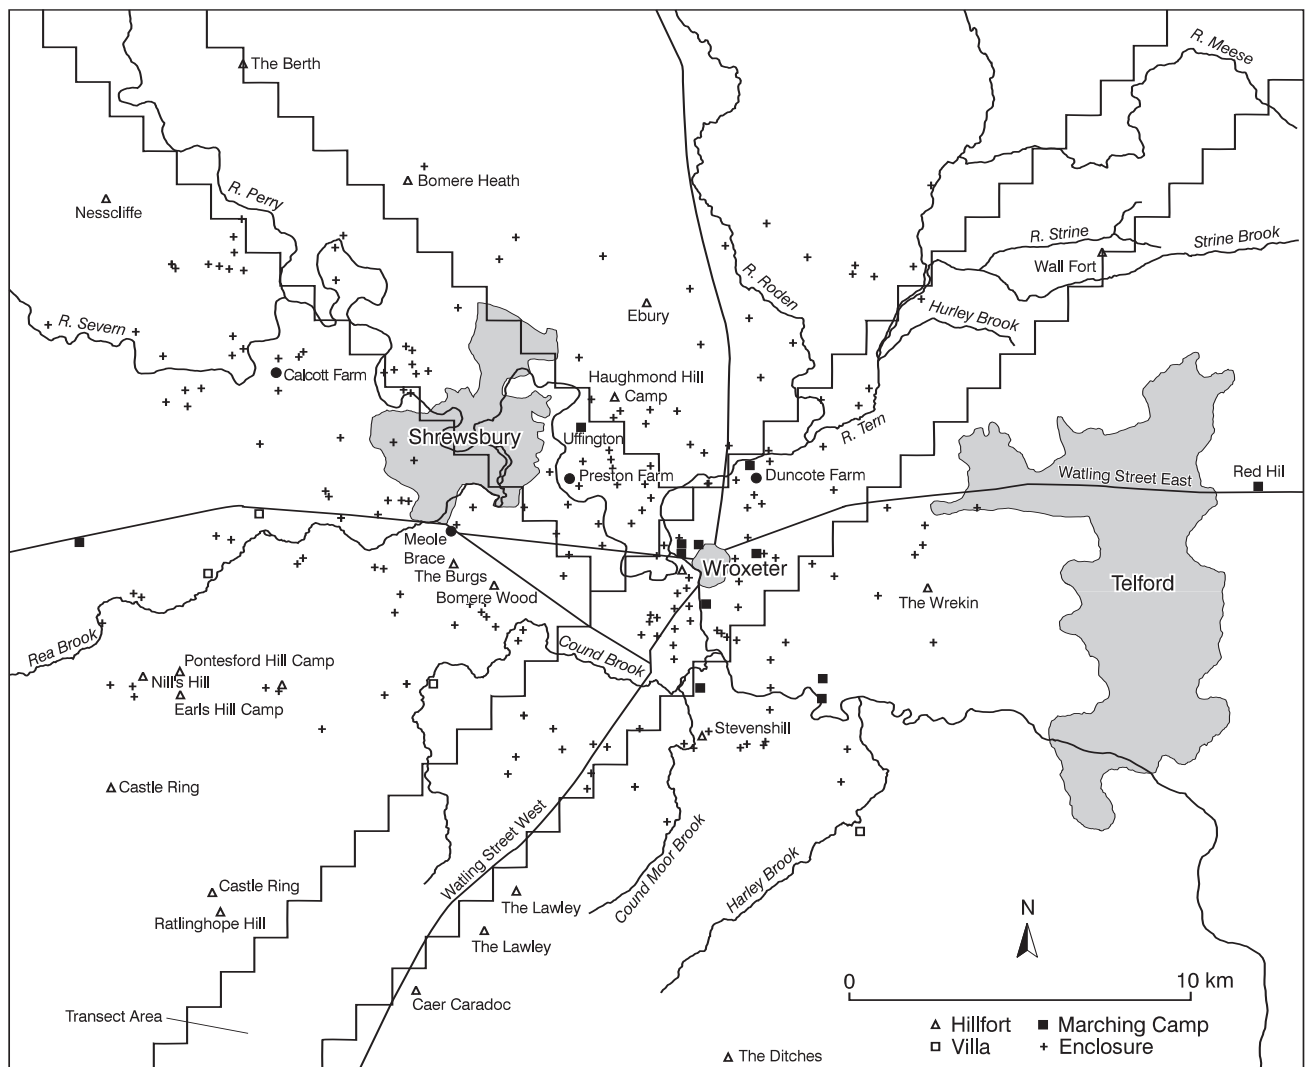 R. Meese
The Berth
Bomere Heath
R. Perry
Nesscliffe
R. Strine
Strine Brook
Wall Fort
R. Roden
Ebury
Hurley Brook
R. Severn
Calcott Farm
Haughmond Hill
Camp
R. Tern
Shrewsbury
Uffington
Preston Farm
Duncote Farm
Watling Street East
Red Hil
Meole
Brace
The Burgs
Bomere Wood
Wroxeter
Telford
The Wrekin
Rea Brook
Cound Brook
Pontesford Hill Camp
Nill's Hill
Earls Hill Camp
Stevenshill
Castle Ring
Watling Street West
Cound Moor Brook
Harley Brook
Castle Ring
Ratlinghope Hill
The Lawley
The Lawley
Caer Caradoc
Transect Area
The Ditches
N
0 10 km
Hillfort Marching Camp
Villa Enclosure